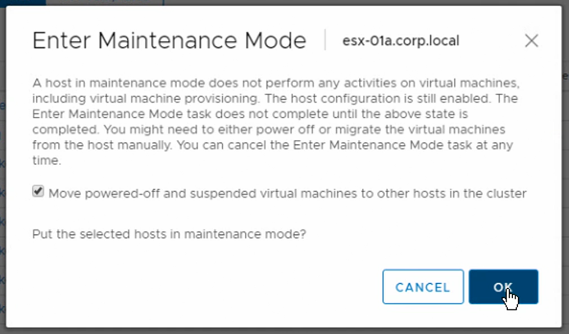 Enter Maintenance Mode esx-01a.corp.local
A host in maintenance mode does not perform any activities on virtual machines,
including virtual machine provisioning. The host configuration is still enabled. The
Enter Maintenance Mode task does not complete until the above state is
completed. You might need to either power off or migrate the virtual machines
from the host manually. You can cancel the Enter Maintenance Mode task at any
time.
Move powered-off and suspended virtual machines to other hosts in the cluster
Put the selected hosts in maintenance mode?
CANCEL OK